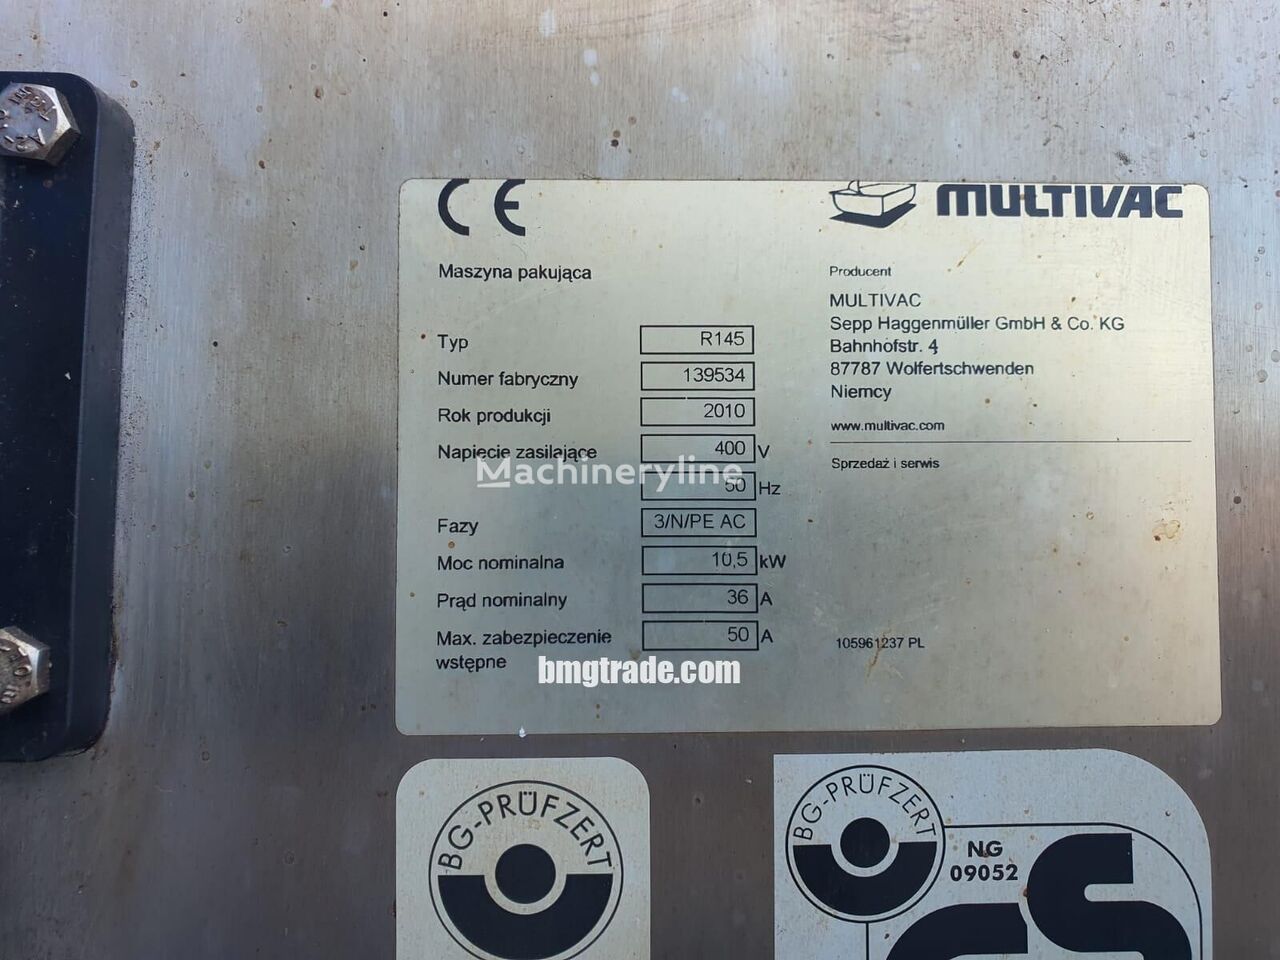 CE
MULTIVAC
Maszyna pakująca
Typ R145
Numer fabryczny 139534
Rok produkcji 2010
Napięcie zasilające 400 V
50 Hz
Fazy 3/N/PE AC
Moc nominalna 10,5 kW
Prąd nominalny 36 A
Max. zabezpieczenie 50 A
wstępne
Producent
MULTIVAC
Sepp Haggenmüller GmbH & Co. KG
Bahnhofstr. 4
87787 Wolfertschwenden
Niemcy
www.multivac.com
Sprzedaż i serwis
105961237 PL
Machineryline
bmgtrade.com
BG-PRÜFZERT
BG-PRÜFZERT
NG
09052
GS